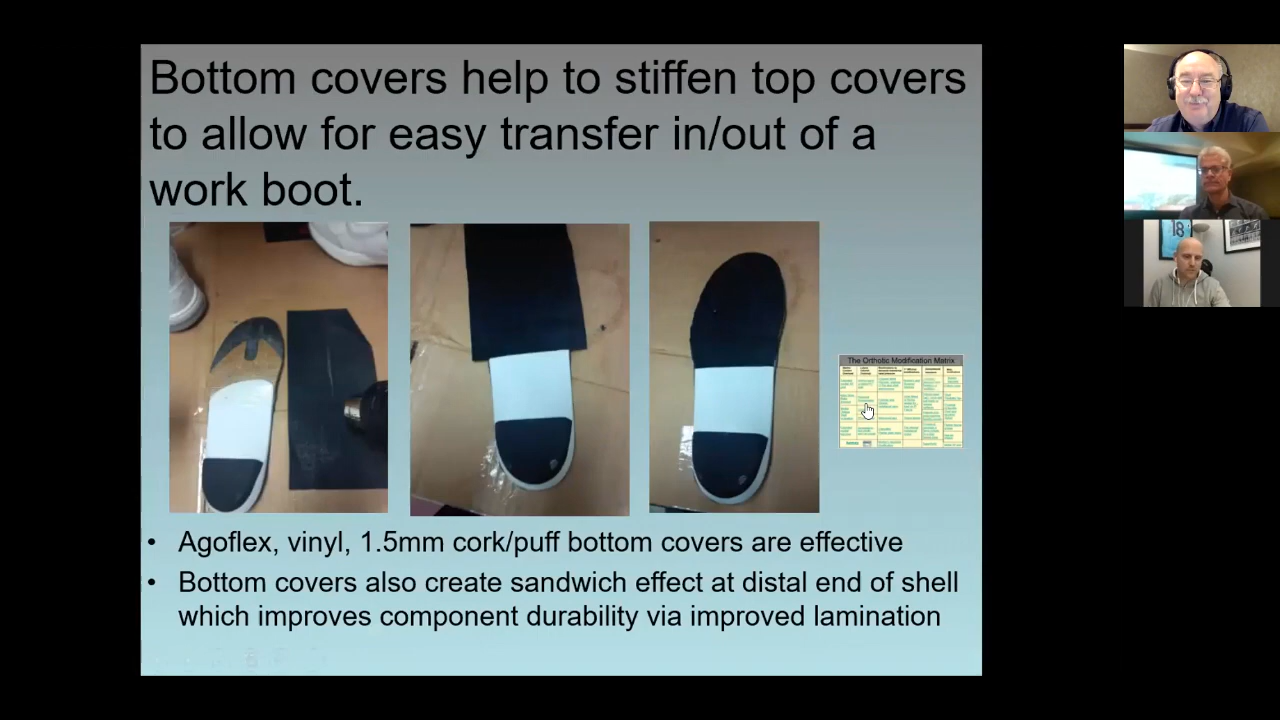 Bottom covers help to stiffen top covers
to allow for easy transfer in/out of a
work boot.
The Orthotic Modification Matrix
• Agoflex, vinyl, 1.5mm cork/puff bottom covers are effective
• Bottom covers also create sandwich effect at distal end of shell
which improves component durability via improved lamination
18